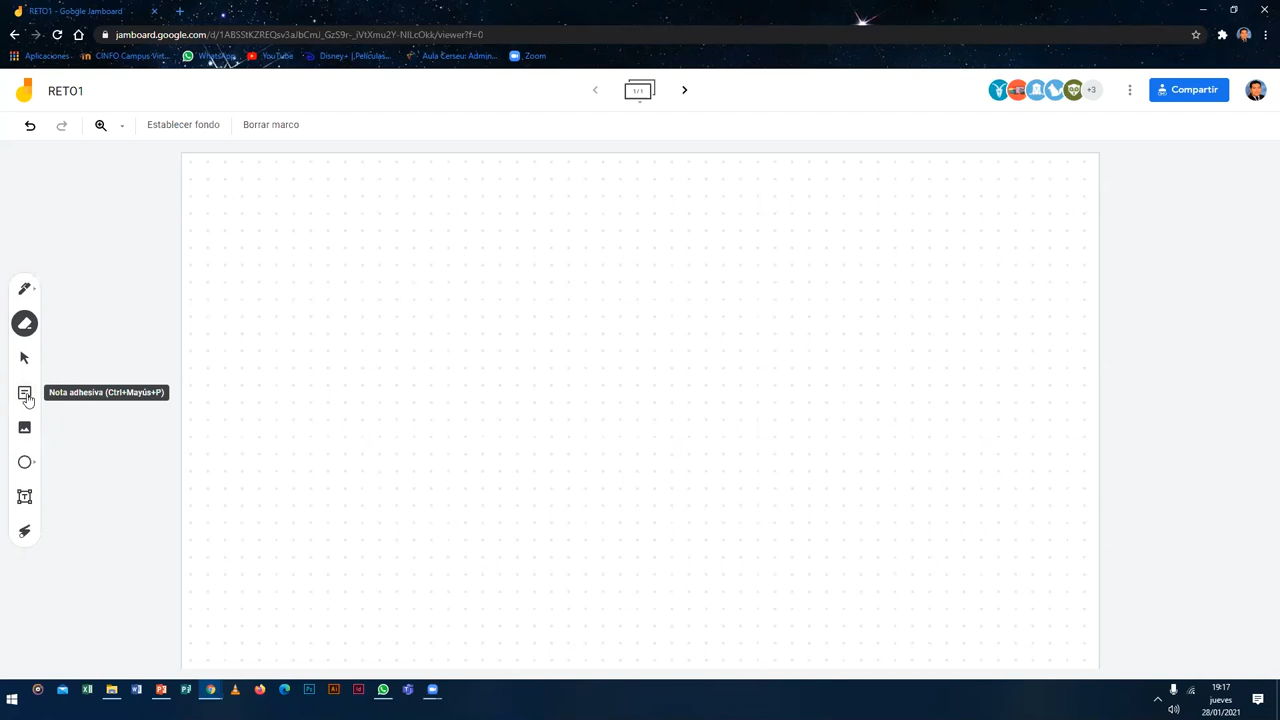 RETO1 - Google Jamboard
jamboard.google.com/d/1ABSStKZREQsv3aJbCmJ_GzS9r-_iVtXmu2Y-NILcOkk/viewer?f=0
Aplicaciones
CINFO Campus Virt...
WhatsApp
YouTube
Disney+ | Películas...
Aula Cerseu: Admin...
Zoom
RETO1
1/1
+3
Compartir
Establecer fondo
Borrar marco
Nota adhesiva (Ctrl+Mayús+P)
19:17
jueves
28/01/2021